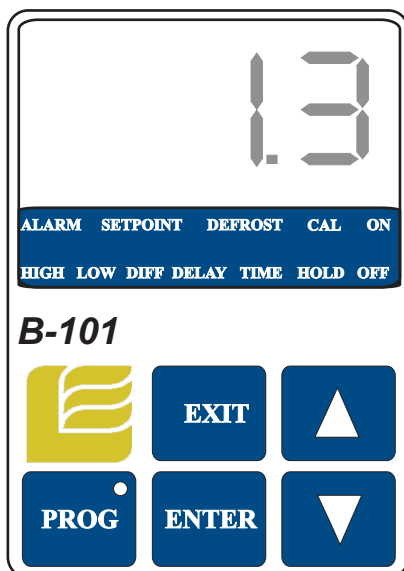 1.3
ALARM SETPOINT DEFROST CAL ON
HIGH LOW DIFF DELAY TIME HOLD OFF
B-101
EXIT
PROG ENTER